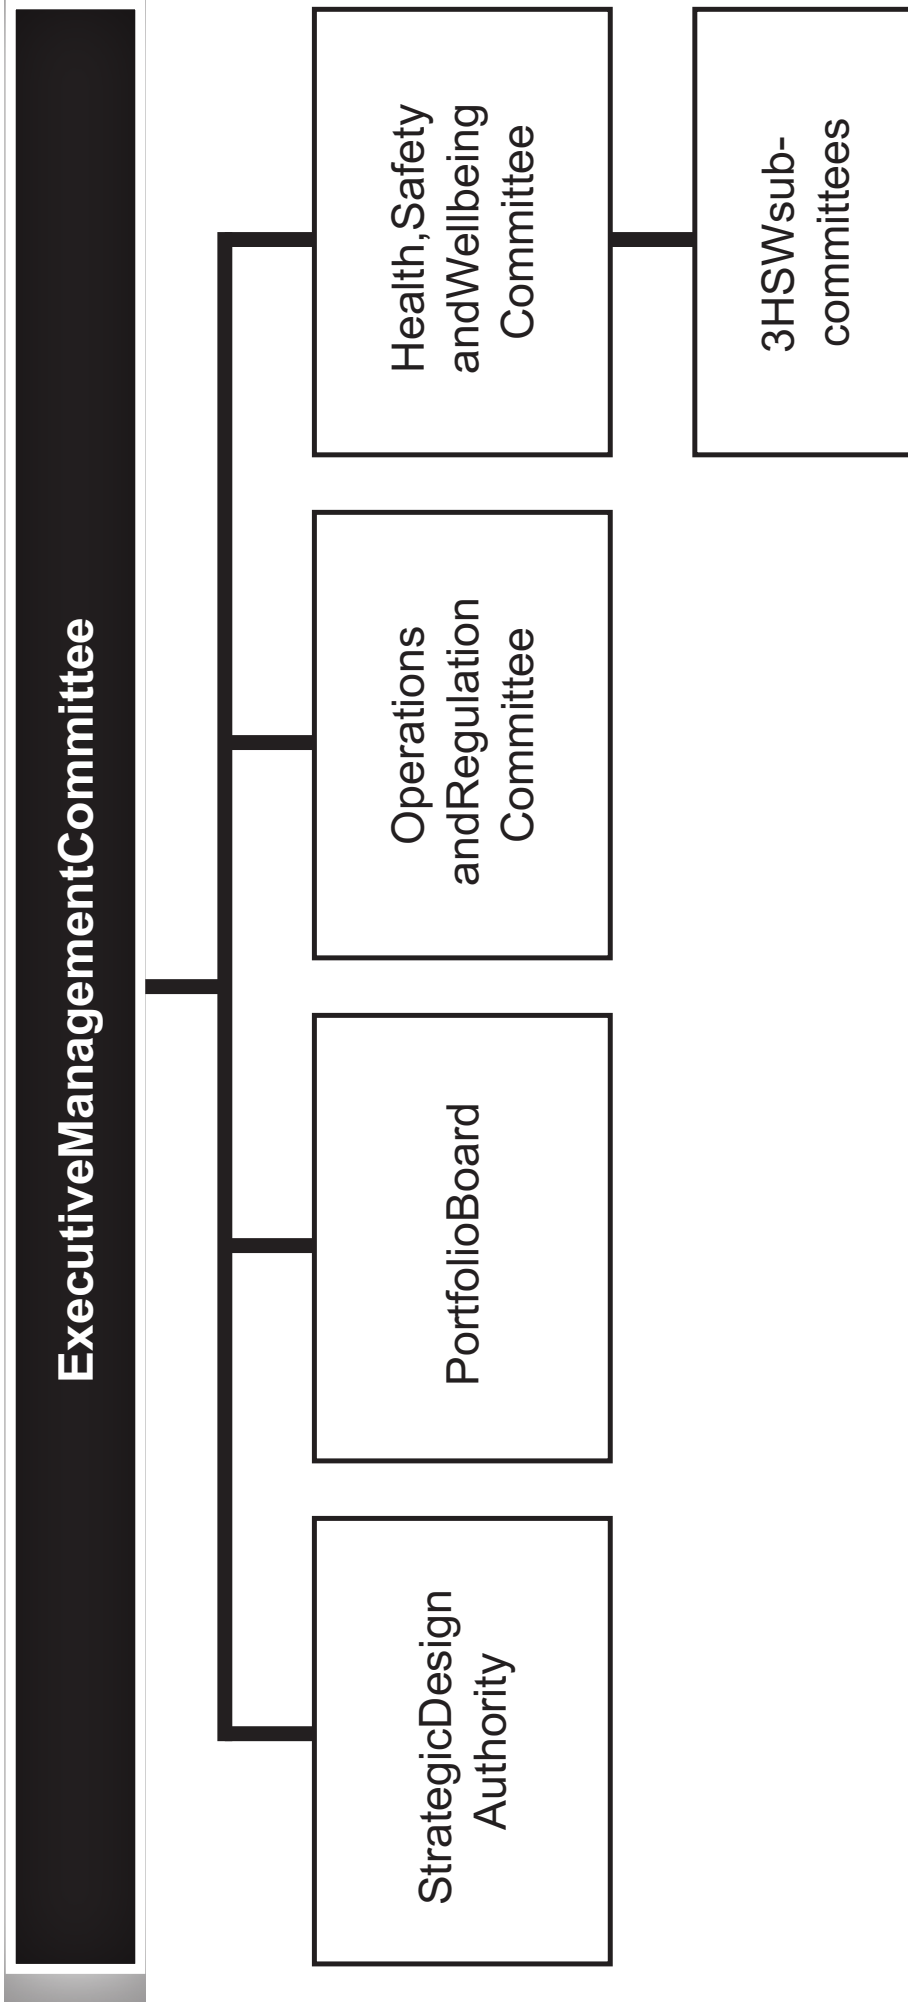 ExecutiveManagementCommittee
StrategicDesign
Authority
PortfolioBoard
Operations
andRegulation
Committee
Health,Safety
andWellbeing
Committee
3HSWsub-
committees